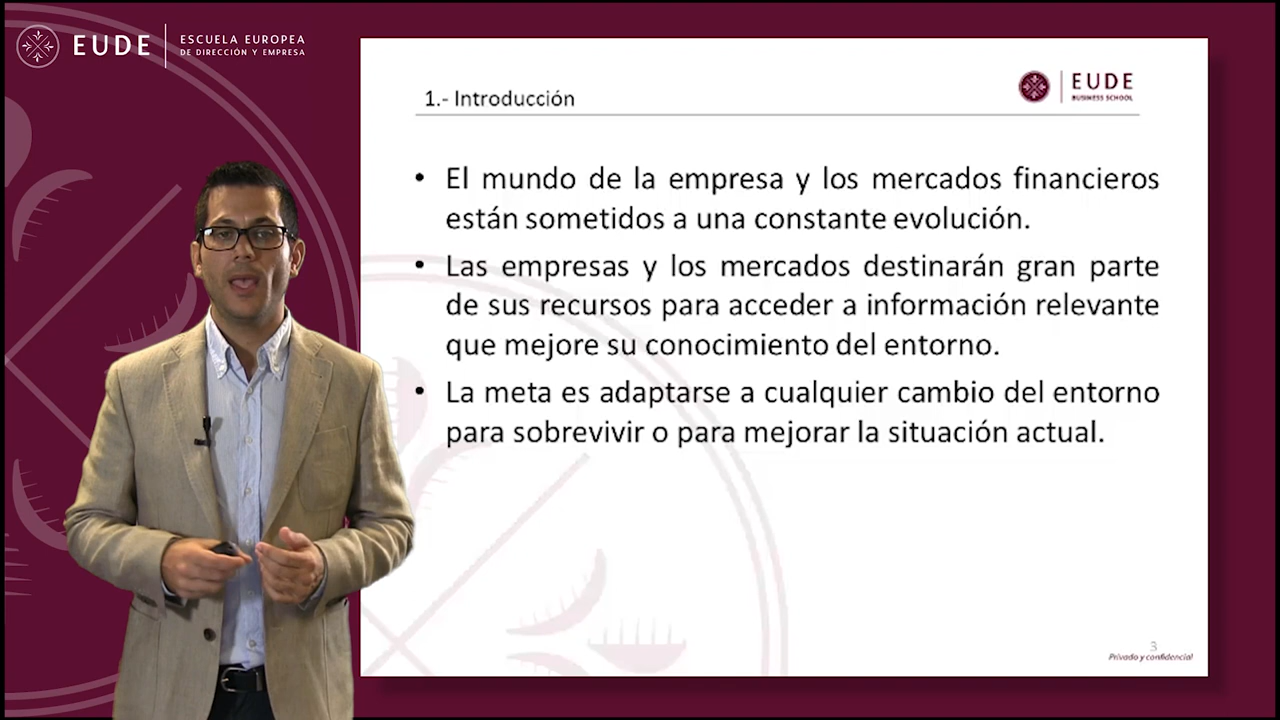 EUDE
ESCUELA EUROPEA
DE DIRECCIÓN Y EMPRESA
1.- Introducción
EUDE
BUSINESS SCHOOL
• El mundo de la empresa y los mercados financieros
están sometidos a una constante evolución.
• Las empresas y los mercados destinarán gran parte
de sus recursos para acceder a información relevante
que mejore su conocimiento del entorno.
• La meta es adaptarse a cualquier cambio del entorno
para sobrevivir o para mejorar la situación actual.
3
Privado y confidencial